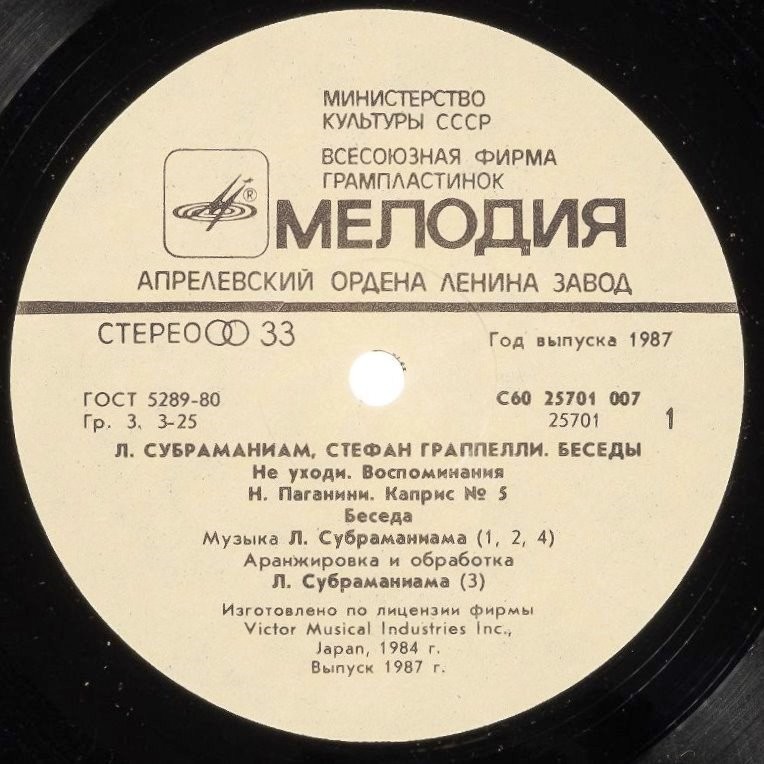 МИНИСТЕРСТВО
КУЛЬТУРЫ СССР
ВСЕСОЮЗНАЯ ФИРМА
ГРАМПЛАСТИНОК
®
МЕЛОДИЯ
АПРЕЛЕВСКИЙ ОРДЕНА ЛЕНИНА ЗАВОД
СТЕРЕО 33
Год выпуска 1987
ГОСТ 5289-80
С60 25701 007
Гр. 3. 3-25
25701 1
Л. СУБРАМАНИАМ, СТЕФАН ГРАППЕЛЛИ. БЕСЕДЫ
Не уходи. Воспоминания
Н. Паганини. Каприс № 5
Беседа
Музыка Л. Субраманиама (1, 2, 4)
Аранжировка и обработка
Л. Субраманиама (3)
Изготовлено по лицензии фирмы
Victor Musical Industries Inc.,
Japan, 1984 г.
Выпуск 1987 г.